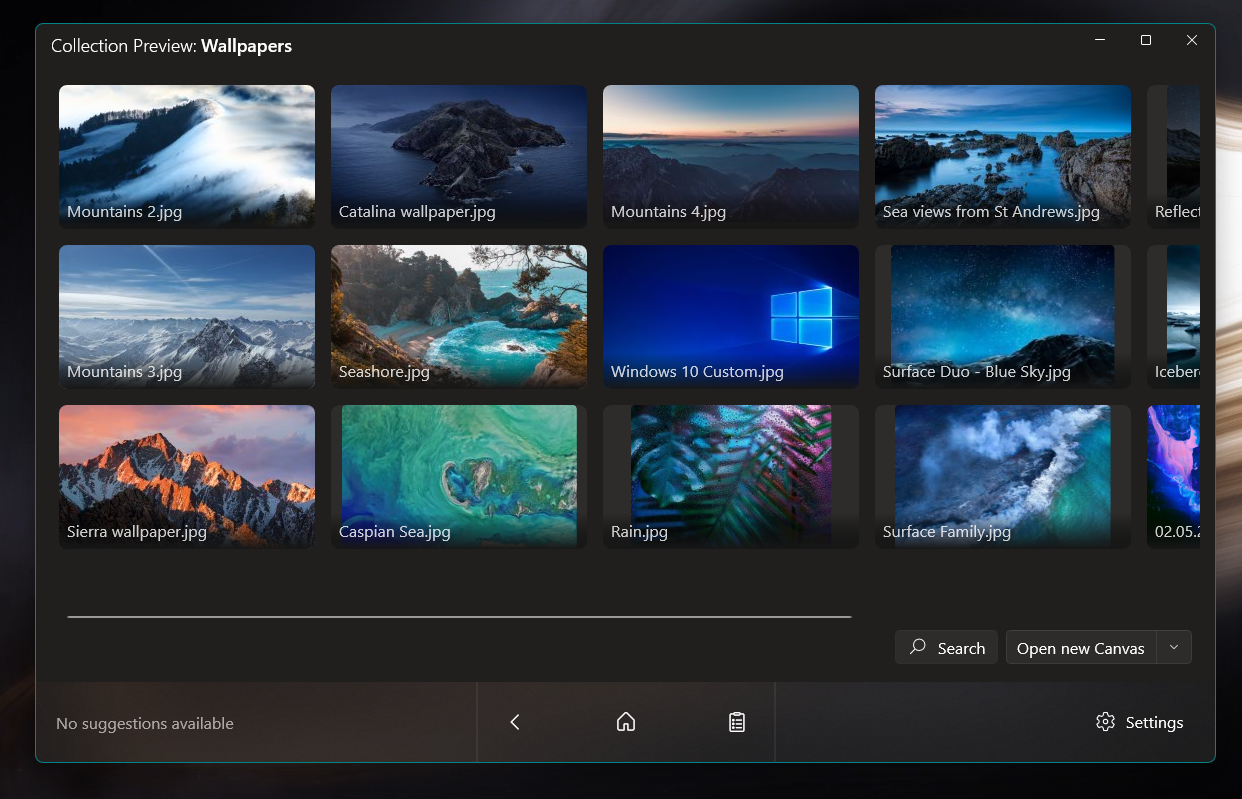 Collection Preview: Wallpapers
Mountains 2.jpg
Catalina wallpaper.jpg
Mountains 4.jpg
Sea views from St Andrews.jpg
Reflect
Mountains 3.jpg
Seashore.jpg
Windows 10 Custom.jpg
Surface Duo - Blue Sky.jpg
Sierra wallpaper.jpg
Caspian Sea.jpg
Rain.jpg
Surface Family.jpg
02.05.2
Search
Open new Canvas
No suggestions available
Settings